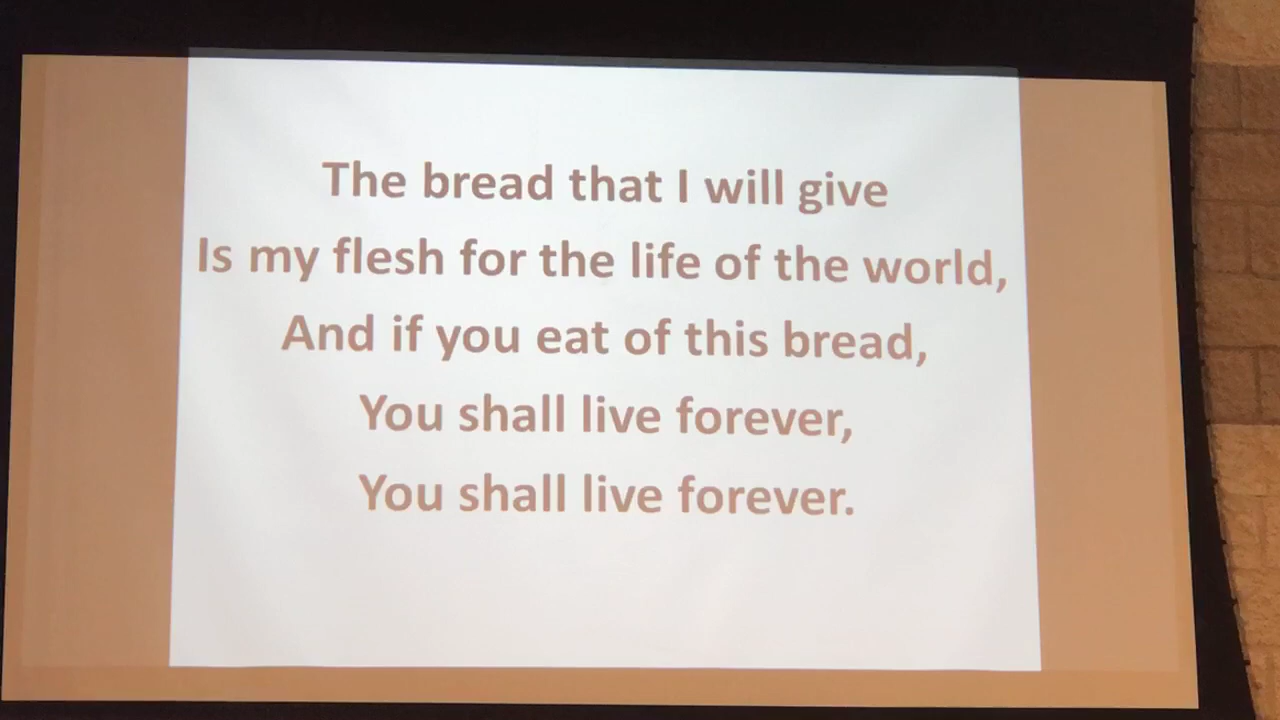 The bread that I will give
Is my flesh for the life of the world,
And if you eat of this bread,
You shall live forever,
You shall live forever.